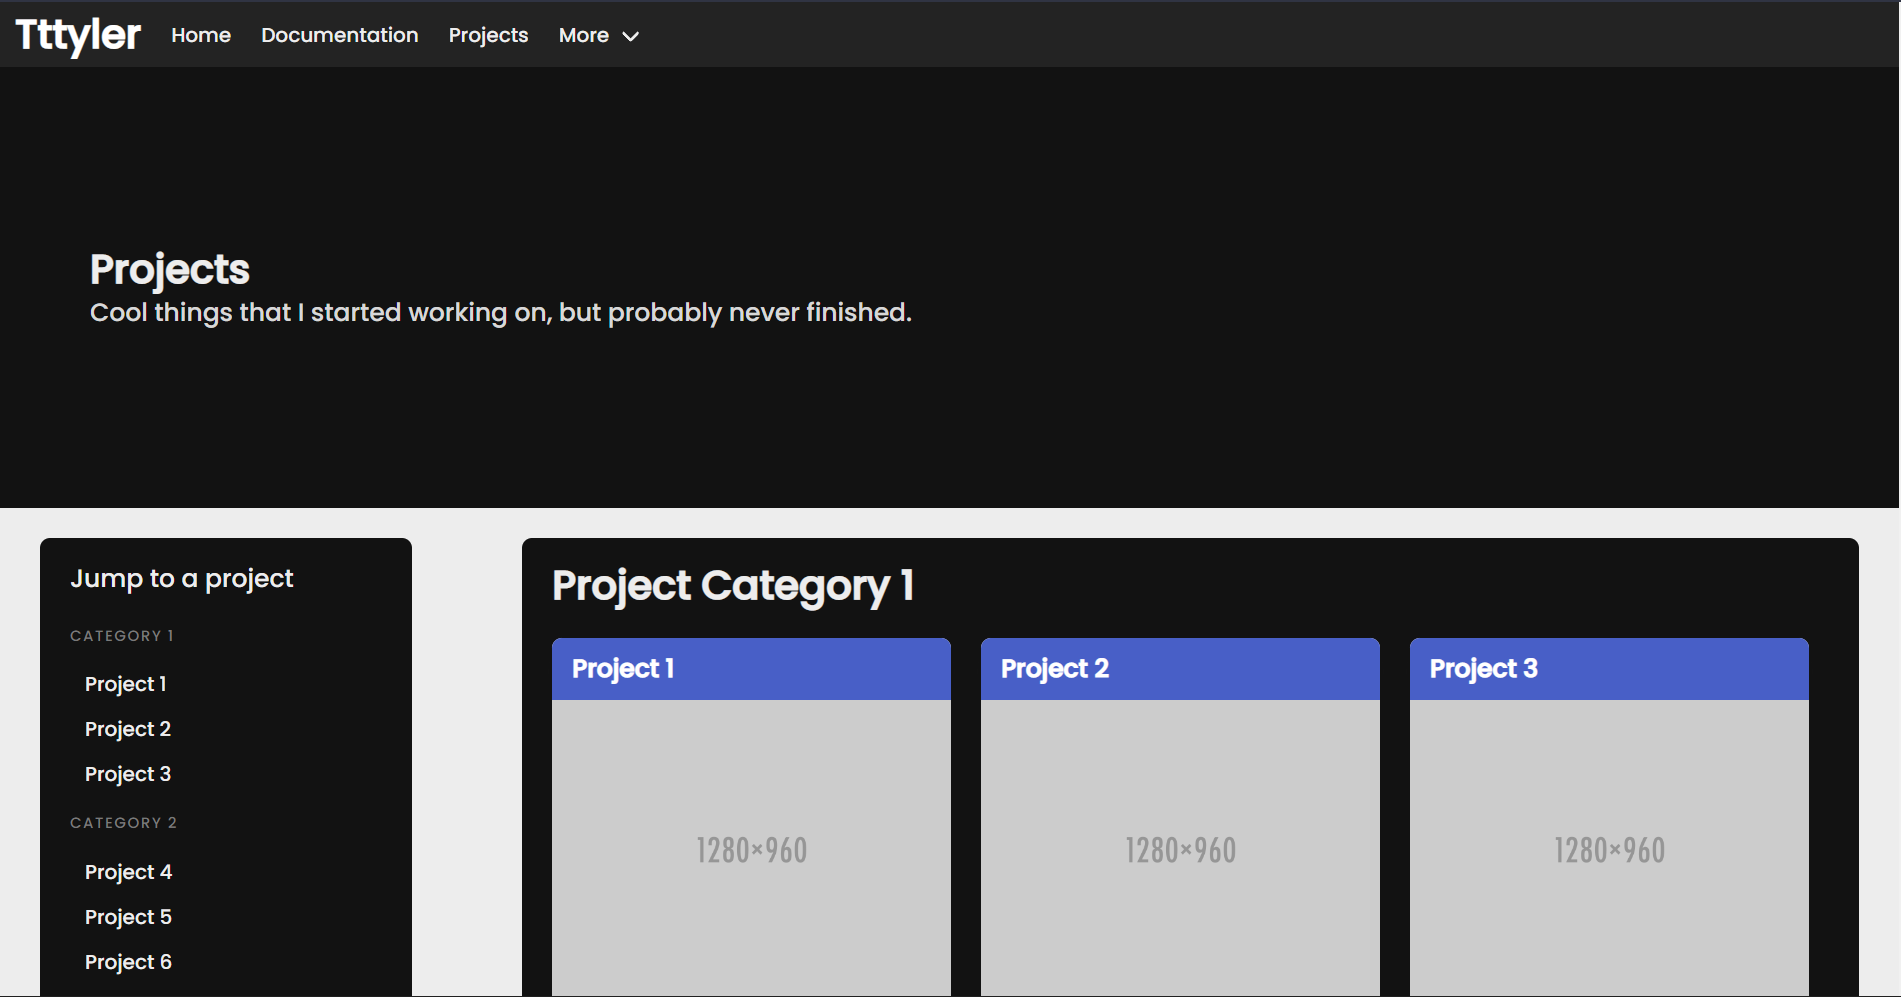 Tttyler Home Documentation Projects More
Projects
Cool things that I started working on, but probably never finished.
Jump to a project
CATEGORY 1
Project 1
Project 2
Project 3
CATEGORY 2
Project 4
Project 5
Project 6
Project Category 1
Project 1
1280×960
Project 2
1280×960
Project 3
1280×960